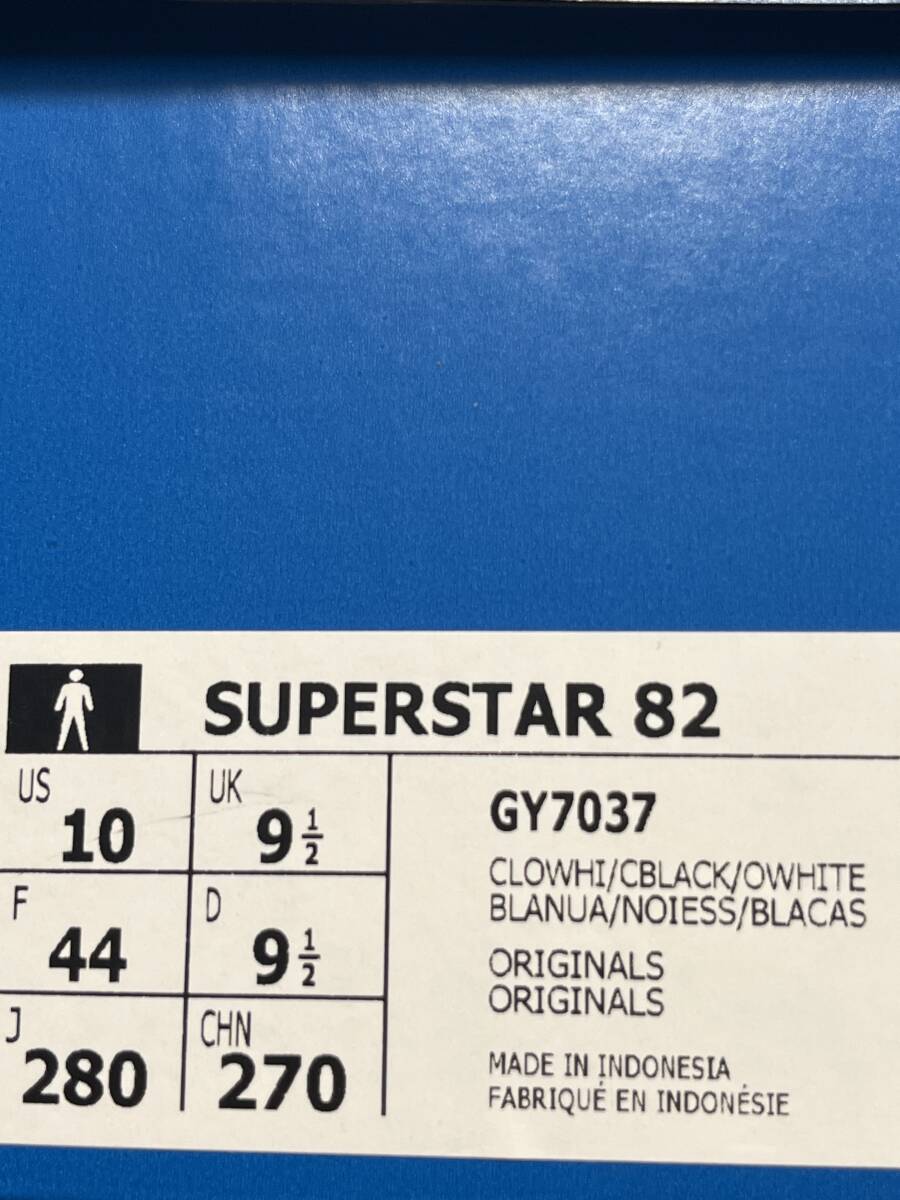 SUPERSTAR 82
US 10
UK 9 1/2
F 44
D 9 1/2
J 280
CHN 270
GY7037
CLOWHI/CBLACK/OWHITE
BLANUA/NOIESS/BLACAS
ORIGINALS
ORIGINALS
MADE IN INDONESIA
FABRIQUÉ EN INDONÉSIE